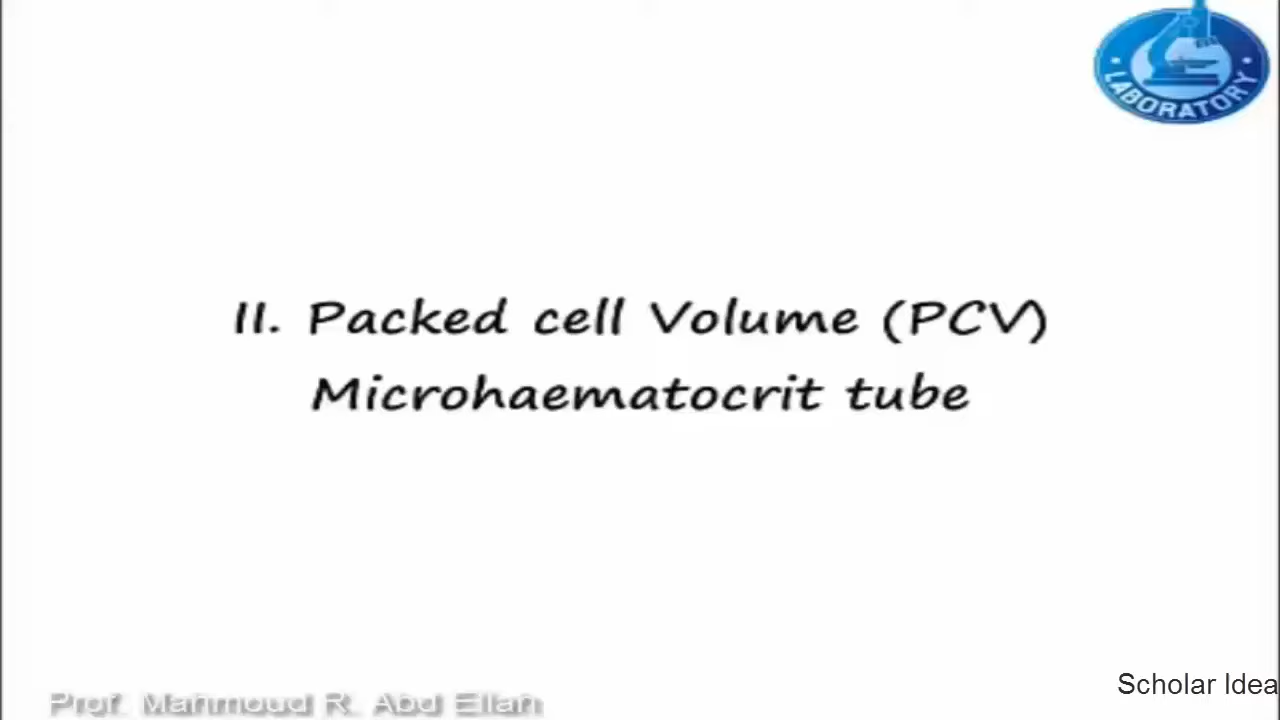 LABORATORY
II. Packed cell Volume (PCV)
Microhaematocrit tube
Scholar Idea
Prof. Mahmoud R. Abd Ellah